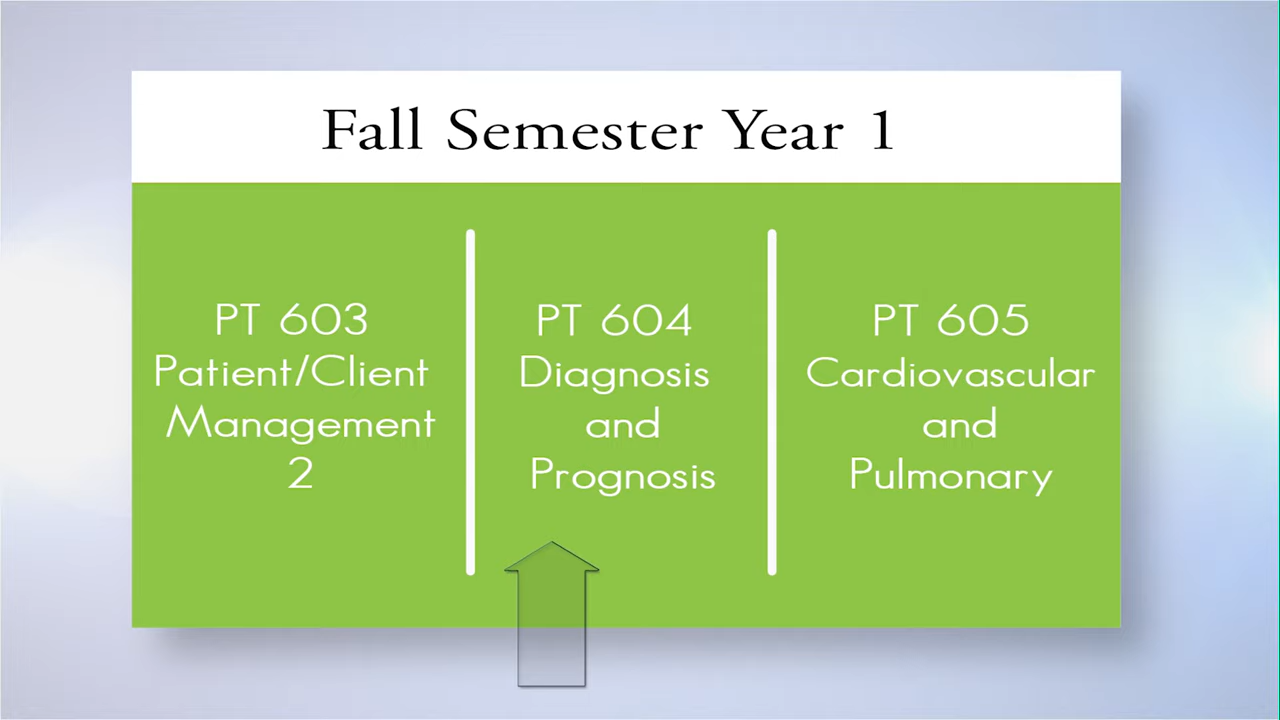 Fall Semester Year 1
PT 603
Patient/Client
Management
2
PT 604
Diagnosis
and
Prognosis
PT 605
Cardiovascular
and
Pulmonary